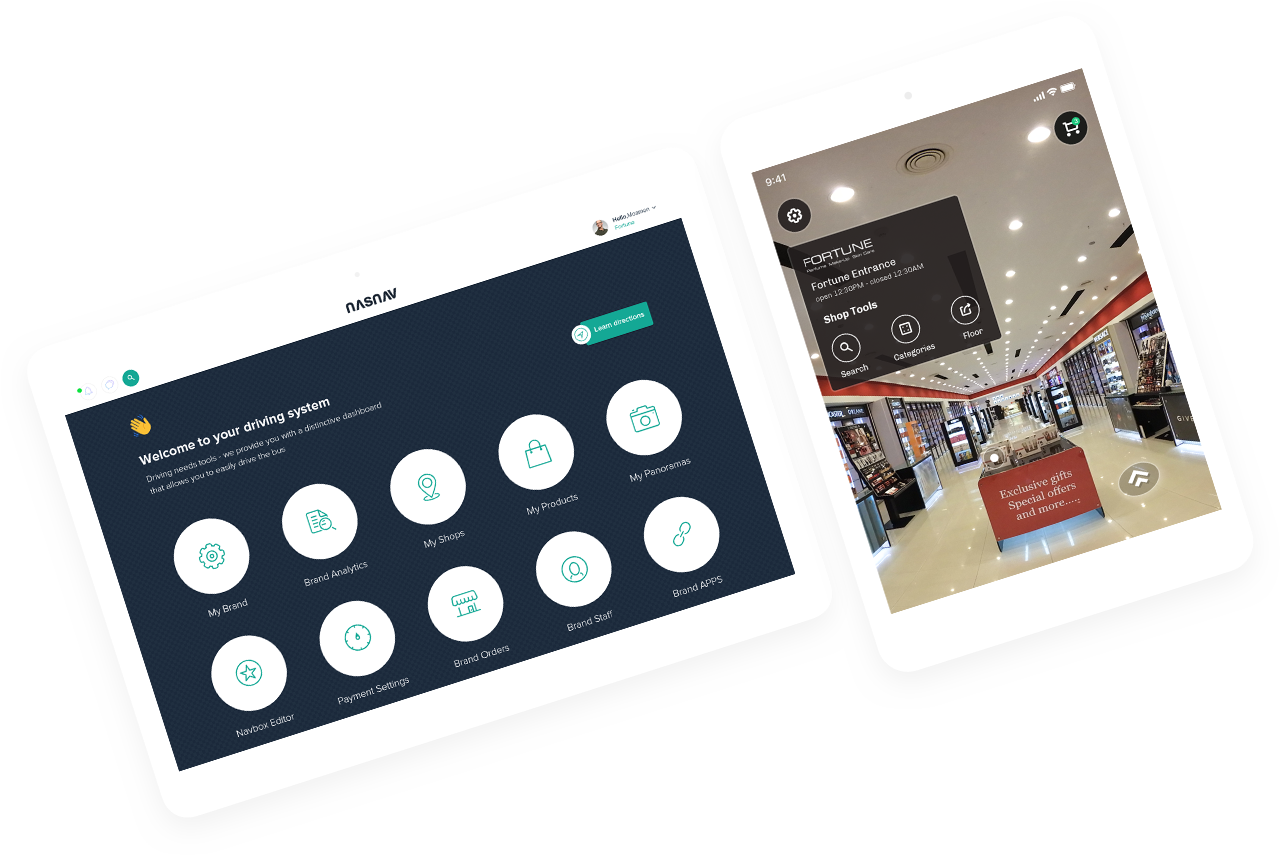 NASNAV
Hello,Moamen
Fortune
Learn directions
Welcome to your driving system
Driving needs tools - we provide you with a distinctive dashboard
that allows you to easily drive the bus
My Brand
Brand Analytics
My Shops
My Products
My Panoramas
Navbox Editor
Payment Settings
Brand Orders
Brand Staff
Brand APPS
9:41
FORTUNE
Perfume Make-Up Skin Care
Fortune Entrance
open 12:30PM - closed 12:30AM
Shop Tools
Search
Categories
Floor
Exclusive gifts
Special offers
and more....;